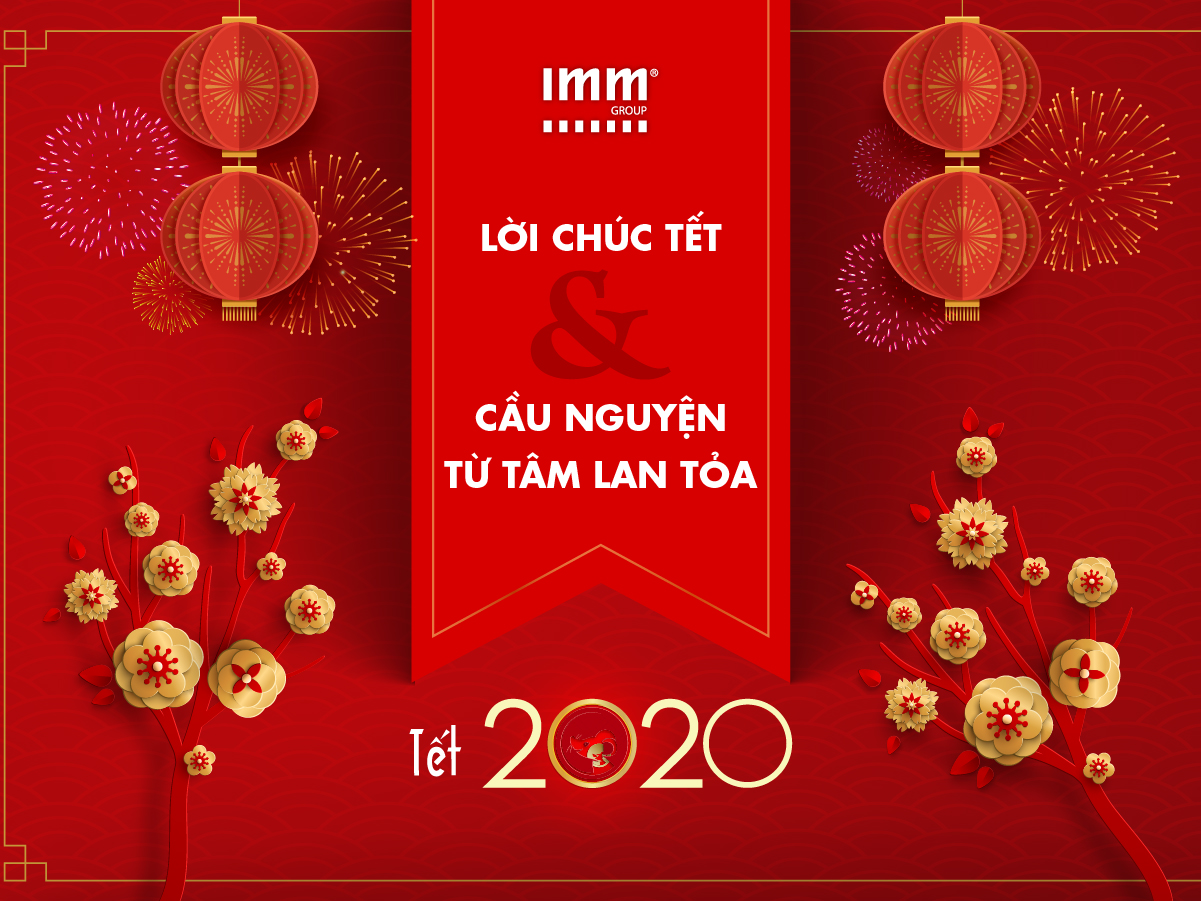 imm®
GROUP
LỜI CHÚC TẾT
&
CẦU NGUYỆN
TỪ TÂM LAN TỎA
Tết 2020